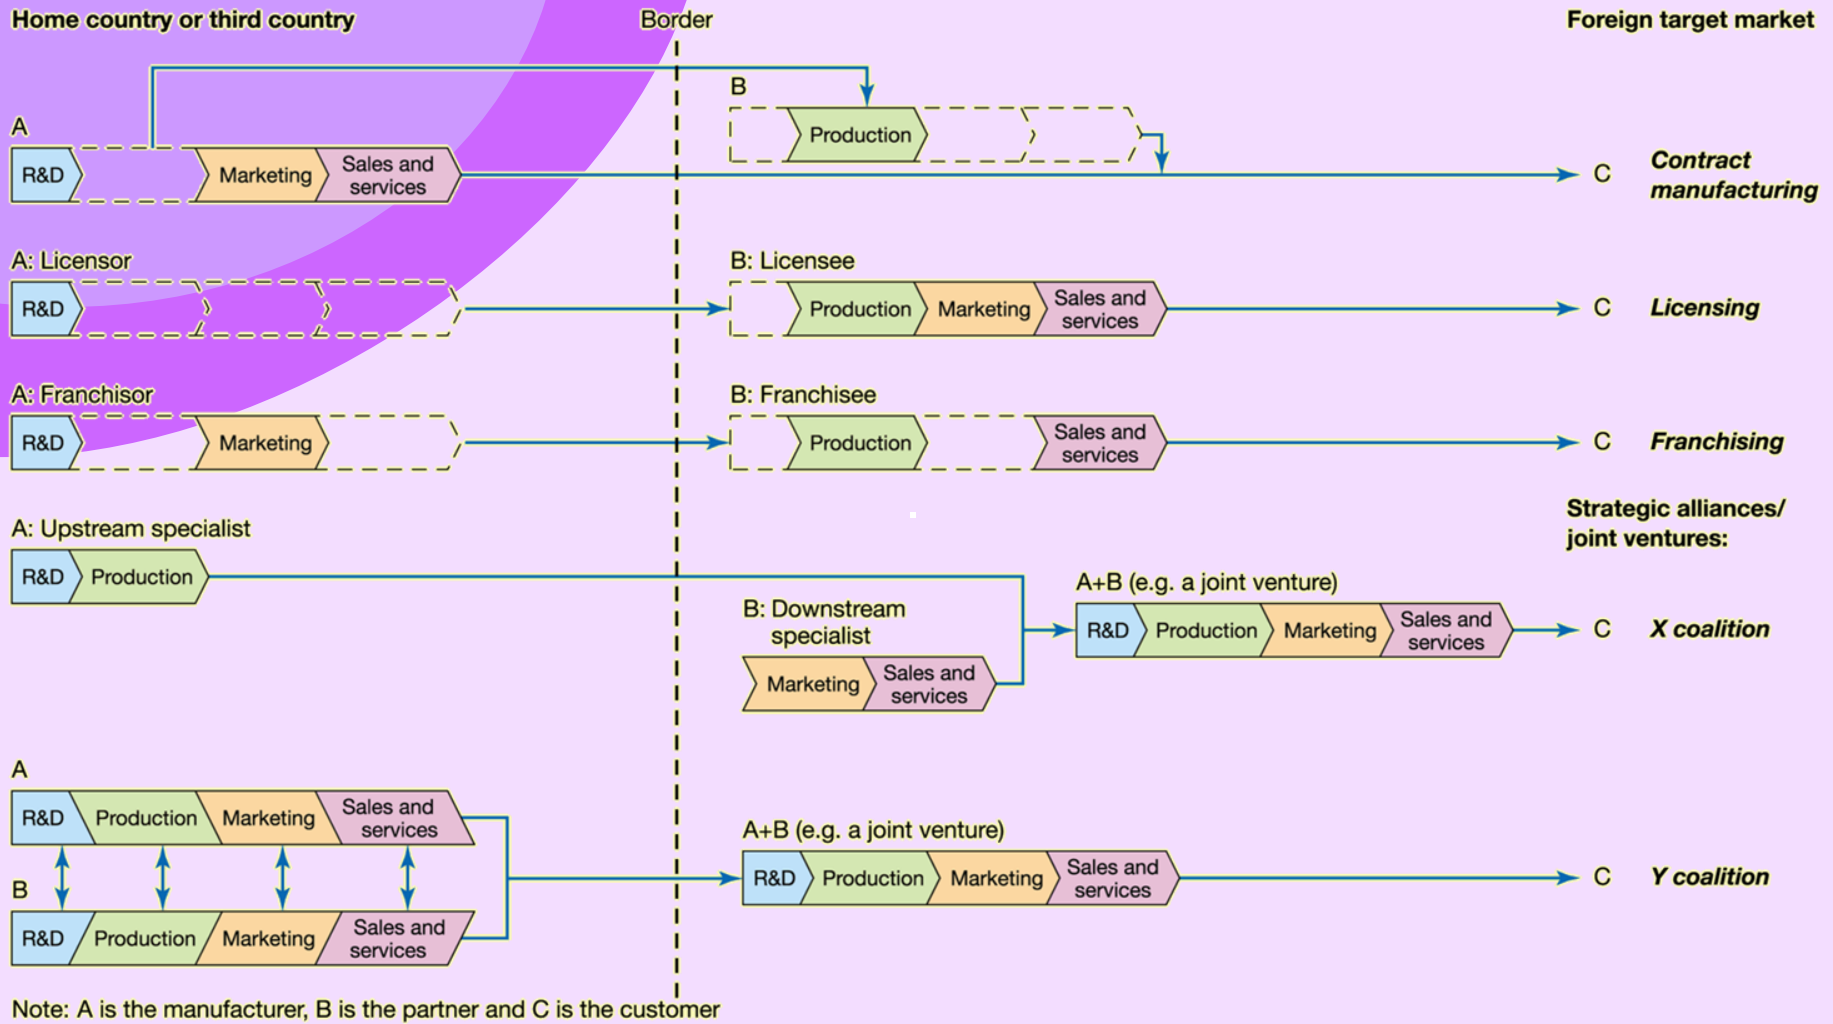 Home country or third country
Border
Foreign target market
B
Production
A
R&D
Marketing
Sales and
services
C
Contract
manufacturing
A: Licensor
R&D
B: Licensee
Production
Marketing
Sales and
services
C
Licensing
A: Franchisor
R&D
Marketing
B: Franchisee
Production
Sales and
services
C
Franchising
Strategic alliances/
joint ventures:
A: Upstream specialist
R&D
Production
B: Downstream
specialist
Marketing
Sales and
services
A+B (e.g. a joint venture)
R&D
Production
Marketing
Sales and
services
C
X coalition
A
R&D
Production
Marketing
Sales and
services
B
R&D
Production
Marketing
Sales and
services
A+B (e.g. a joint venture)
R&D
Production
Marketing
Sales and
services
C
Y coalition
Note: A is the manufacturer, B is the partner and C is the customer